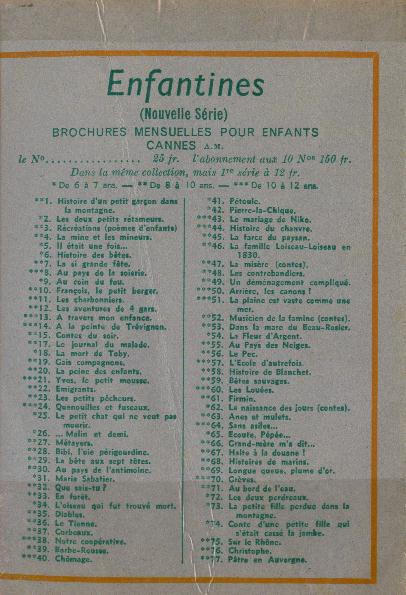 Enfantines
(Nouvelle Série)
BROCHURES MENSUELLES POUR ENFANTS
CANNES A.M.
le No................. 25 fr. l'abonnement aux 10 Nos 150 fr.
Dans la même collection, mais 1re série à 12 fr.
* De 6 à 7 ans. — ** De 8 à 10 ans. — *** De 10 à 12 ans.
**1. Histoire d'un petit garçon dans
la montagne.
*2. Les deux petits rétameurs.
**3. Récréations (poèmes d'enfants)
**4. La mine et les mineurs.
*5. Il était une fois...
*6. Histoire des bêtes.
**7. La si grande fête.
***8. Au pays de la soierie.
*9. Au coin du feu.
**10. François, le petit berger.
**11. Les charbonniers.
**12. Les aventures de 4 gars.
***13. A travers mon enfance.
***14. A la pointe de Trévignon.
**15. Contes du soir.
**17. Le journal du malade.
**18. La mort de Toby.
**19. Gais compagnons.
**20. La peine des enfants.
***21. Yves, le petit mousse.
**22. Emigrants.
**23. Les petits pêcheurs.
***24. Quenouilles et fuseaux.
*25. Le petit chat qui ne veut pas
mourir.
*26. .. Malin et demi.
**27. Métayers.
**28. Bibi, l'oie périgourdine.
**29. La bête aux sept têtes.
**30. Au pays de l'antimoine.
**31. Maria Sabatier.
**32. Que sais-tu ?
**33. En forêt.
**34. L'oiseau qui fut trouvé mort.
*35. Diables.
**36. Le Tienne.
**37. Corbeaux.
***38. Notre coopérative.
**39. Barbe-Rousse.
***40. Chômage.
*41. Pétoule.
*42. Pierre-la-Chique.
**43. Le mariage de Niko.
***44. Histoire du chanvre.
**45. La farce du paysan.
**46. La famille Loiseau-Loiseau en
1830.
**47. La misère (contes).
**48. Les contrebandiers.
**49. Un déménagement compliqué.
***50. Arrière, les canons !
***51. La plaine est vaste comme une
mer.
**52. Musicien de la famine (contes).
**53. Dans la mare du Beau-Rosier.
**54. La Fleur d'Argent.
**55. Au Pays des Neiges.
**56. Le Pec.
***57. L'Ecole d'autrefois.
**58. Histoire de Blanchet.
**59. Bêtes sauvages.
**60. Les Louées.
*61. Firmin.
**62. La naissance des jours (contes).
**63. Anes et mulets.
***64. Sans asiles...
**65. Ecoute, Pépée...
**66. Grand-mère m'a dit...
**67. Halte à la douane !
**68. Histoires de marins.
**69. Longue queue, plume d'or.
***70. Grèves.
**71. Au bord de l'eau.
*72. Les deux perdreaux.
*73. La petite fille perdue dans la
montagne.
*74. Conte d'une petite fille qui
s'était cassé la jambe.
**75. Sur le Rhône.
**76. Christophe.
**77. Pâtre en Auvergne.